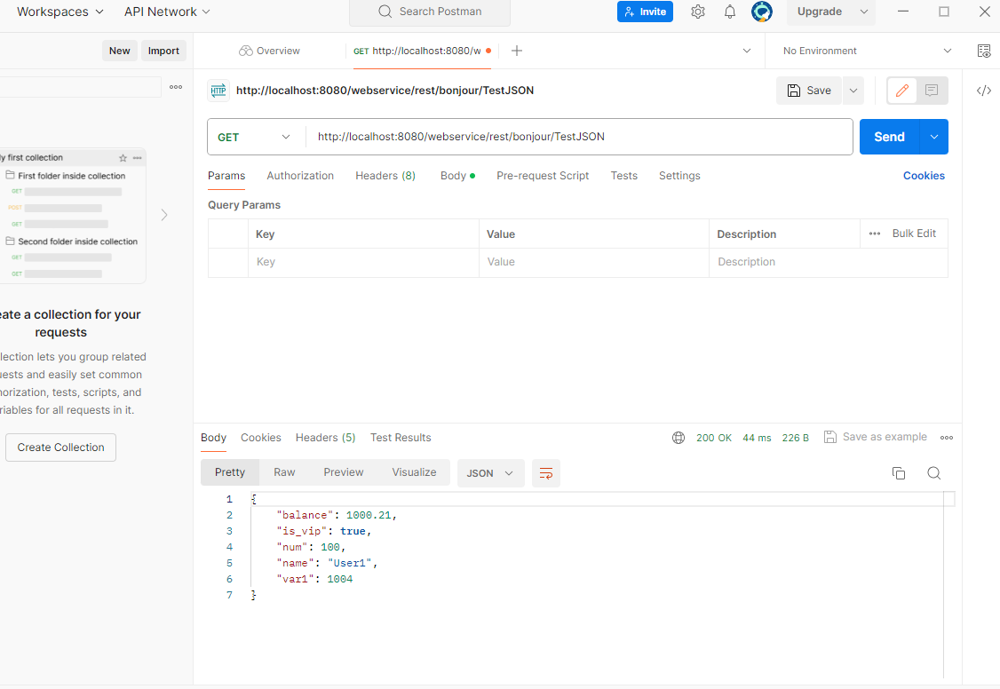 Workspaces API Network Search Postman Invite Upgrade
New Import Overview GET http://localhost:8080/w No Environment
HTTP http://localhost:8080/webservice/rest/bonjour/TestJSON Save
GET http://localhost:8080/webservice/rest/bonjour/TestJSON Send
y first collection
First folder inside collection
GET
POST
GET
Second folder inside collection
GET
GET
eate a collection for your
requests
llection lets you group related
uests and easily set common
horization, tests, scripts, and
riables for all requests in it.
Create Collection
Params Authorization Headers (8) Body Pre-request Script Tests Settings Cookies
Query Params
Key Value Description Bulk Edit
Key Value Description
Body Cookies Headers (5) Test Results 200 OK 44 ms 226 B Save as example
Pretty Raw Preview Visualize JSON
1 {
2 "balance": 1000.21,
3 "is_vip": true,
4 "num": 100,
5 "name": "User1",
6 "var1": 1004
7 }